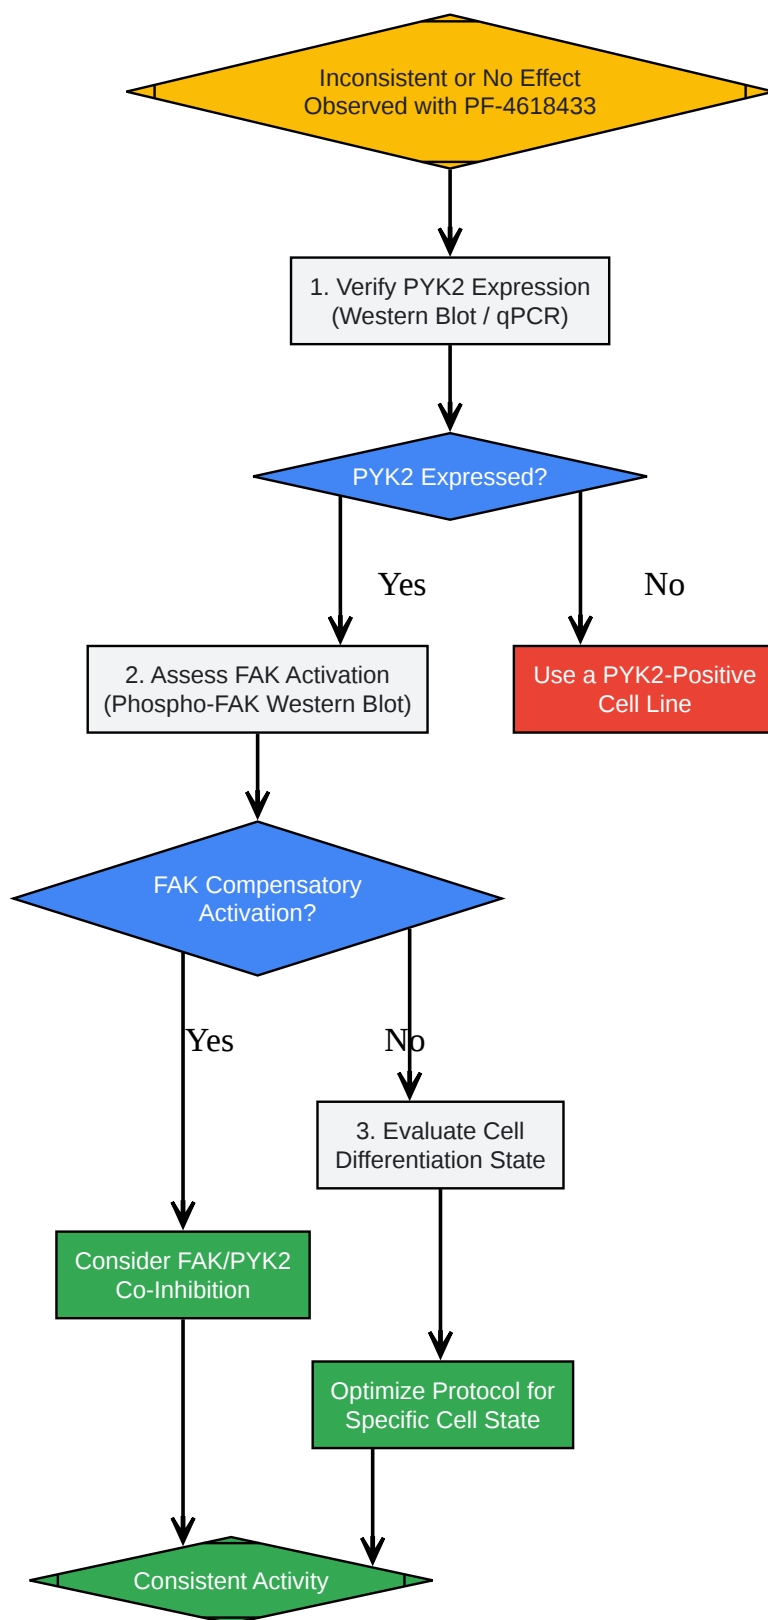 Inconsistent or No Effect
Observed with PF-4618433
1. Verify PYK2 Expression
(Western Blot / qPCR)
PYK2 Expressed?
Yes
No
2. Assess FAK Activation
(Phospho-FAK Western Blot)
Use a PYK2-Positive
Cell Line
FAK Compensatory
Activation?
Yes
No
3. Evaluate Cell
Differentiation State
Consider FAK/PYK2
Co-Inhibition
Optimize Protocol for
Specific Cell State
Consistent Activity